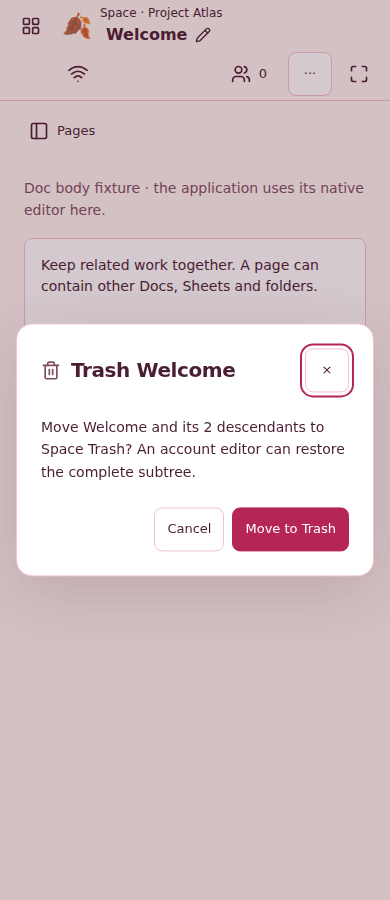 Space · Project Atlas
Welcome
0
...
Pages
Doc body fixture · the application uses its native
editor here.
Keep related work together. A page can
contain other Docs, Sheets and folders.
Trash Welcome
×
Move Welcome and its 2 descendants to
Space Trash? An account editor can restore
the complete subtree.
Cancel
Move to Trash